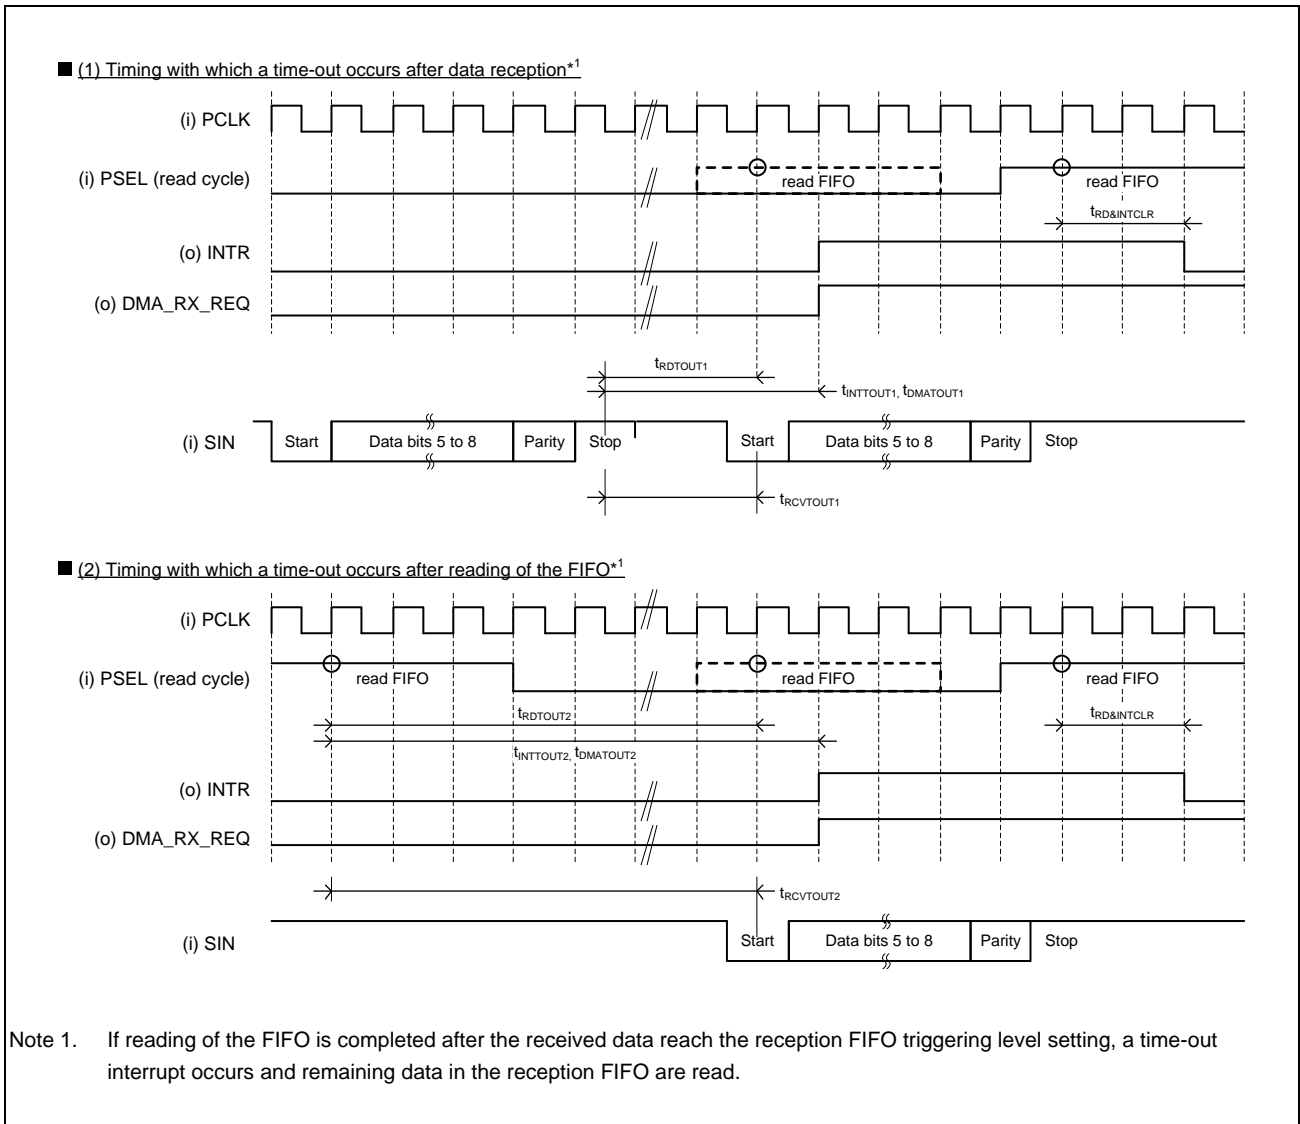 ■ (1) Timing with which a time-out occurs after data reception*1
(i) PCLK
(i) PSEL (read cycle)
read FIFO
read FIFO
tRD&INTCLR
(o) INTR
(o) DMA_RX_REQ
tRDTOUT1
tINTTOUT1, tDMATOUT1
(i) SIN
Start
Data bits 5 to 8
Parity
Stop
Start
Data bits 5 to 8
Parity
Stop
tRCVTOUT1
■ (2) Timing with which a time-out occurs after reading of the FIFO*1
(i) PCLK
(i) PSEL (read cycle)
read FIFO
read FIFO
read FIFO
tRDTOUT2
tRD&INTCLR
tINTTOUT2, tDMATOUT2
(o) INTR
(o) DMA_RX_REQ
tRCVTOUT2
(i) SIN
Start
Data bits 5 to 8
Parity
Stop
Note 1. If reading of the FIFO is completed after the received data reach the reception FIFO triggering level setting, a time-out
interrupt occurs and remaining data in the reception FIFO are read.